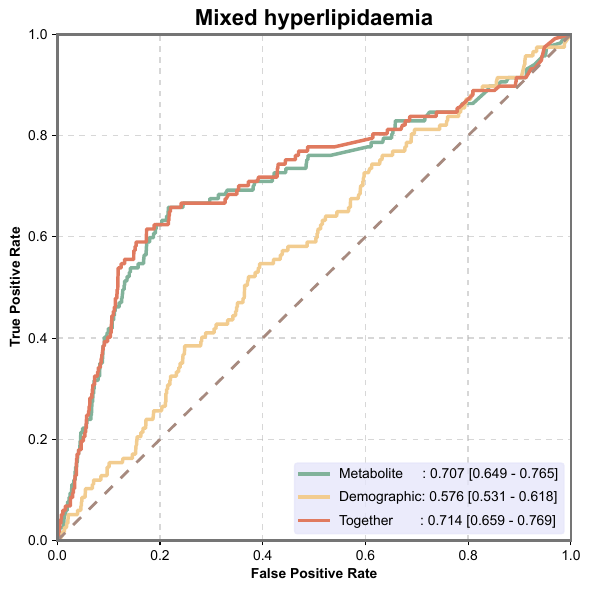 Mixed hyperlipidaemia
True Positive Rate
1.0
0.8
0.6
0.4
0.2
0.0
Metabolite : 0.707 [0.649 - 0.765]
Demographic: 0.576 [0.531 - 0.618]
Together : 0.714 [0.659 - 0.769]
0.0 0.2 0.4 0.6 0.8 1.0
False Positive Rate